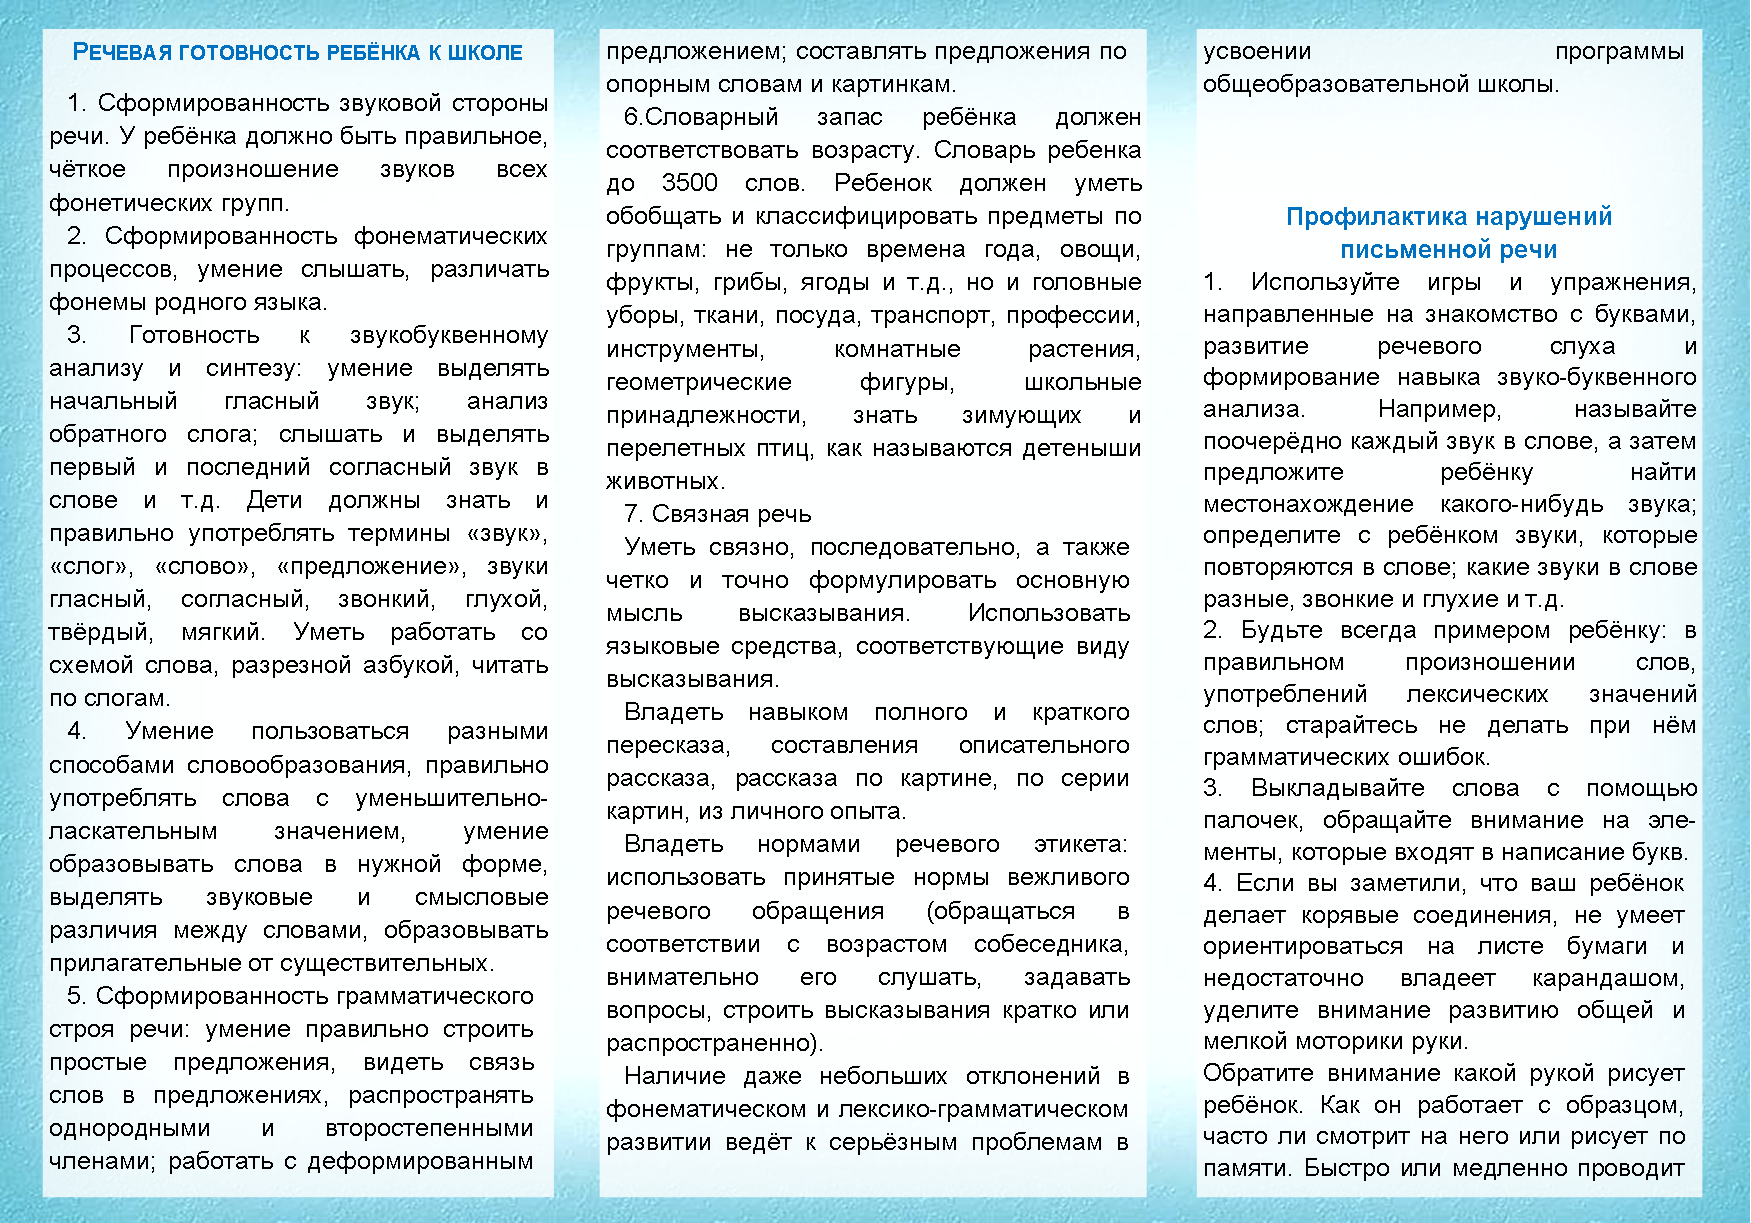 РЕЧЕВАЯ ГОТОВНОСТЬ РЕБЁНКА К ШКОЛЕ
1. Сформированность звуковой стороны
речи. У ребёнка должно быть правильное,
чёткое произношение звуков всех
фонетических групп.
2. Сформированность фонематических
процессов, умение слышать, различать
фонемы родного языка.
3. Готовность к звукобуквенному
анализу и синтезу: умение выделять
начальный гласный звук; анализ
обратного слога; слышать и выделять
первый и последний согласный звук в
слове и т.д. Дети должны знать и
правильно употреблять термины «звук»,
«слог», «слово», «предложение», звуки
гласный, согласный, звонкий, глухой,
твёрдый, мягкий. Уметь работать со
схемой слова, разрезной азбукой, читать
по слогам.
4. Умение пользоваться разными
способами словообразования, правильно
употреблять слова с уменьшительно-
ласкательным значением, умение
образовывать слова в нужной форме,
выделять звуковые и смысловые
различия между словами, образовывать
прилагательные от существительных.
5. Сформированность грамматического
строя речи: умение правильно строить
простые предложения, видеть связь
слов в предложениях, распространять
однородными и второстепенными
членами; работать с деформированным
предложением; составлять предложения по
опорным словам и картинкам.
6.Словарный запас ребёнка должен
соответствовать возрасту. Словарь ребенка
до 3500 слов. Ребенок должен уметь
обобщать и классифицировать предметы по
группам: не только времена года, овощи,
фрукты, грибы, ягоды и т.д., но и головные
уборы, ткани, посуда, транспорт, профессии,
инструменты, комнатные растения,
геометрические фигуры, школьные
принадлежности, знать зимующих и
перелетных птиц, как называются детеныши
животных.
7. Связная речь
Уметь связно, последовательно, а также
четко и точно формулировать основную
мысль высказывания. Использовать
языковые средства, соответствующие виду
высказывания.
Владеть навыком полного и краткого
пересказа, составления описательного
рассказа, рассказа по картине, по серии
картин, из личного опыта.
Владеть нормами речевого этикета:
использовать принятые нормы вежливого
речевого обращения (обращаться в
соответствии с возрастом собеседника,
внимательно его слушать, задавать
вопросы, строить высказывания кратко или
распространенно).
Наличие даже небольших отклонений в
фонематическом и лексико-грамматическом
развитии ведёт к серьёзным проблемам в
усвоении программы
общеобразовательной школы.
Профилактика нарушений
письменной речи
1. Используйте игры и упражнения,
направленные на знакомство с буквами,
развитие речевого слуха и
формирование навыка звуко-буквенного
анализа. Например, называйте
поочерёдно каждый звук в слове, а затем
предложите ребёнку найти
местонахождение какого-нибудь звука;
определите с ребёнком звуки, которые
повторяются в слове; какие звуки в слове
разные, звонкие и глухие и т.д.
2. Будьте всегда примером ребёнку: в
правильном произношении слов,
употреблений лексических значений
слов; старайтесь не делать при нём
грамматических ошибок.
3. Выкладывайте слова с помощью
палочек, обращайте внимание на эле-
менты, которые входят в написание букв.
4. Если вы заметили, что ваш ребёнок
делает корявые соединения, не умеет
ориентироваться на листе бумаги и
недостаточно владеет карандашом,
уделите внимание развитию общей и
мелкой моторики руки.
Обратите внимание какой рукой рисует
ребёнок. Как он работает с образцом,
часто ли смотрит на него или рисует по
памяти. Быстро или медленно проводит